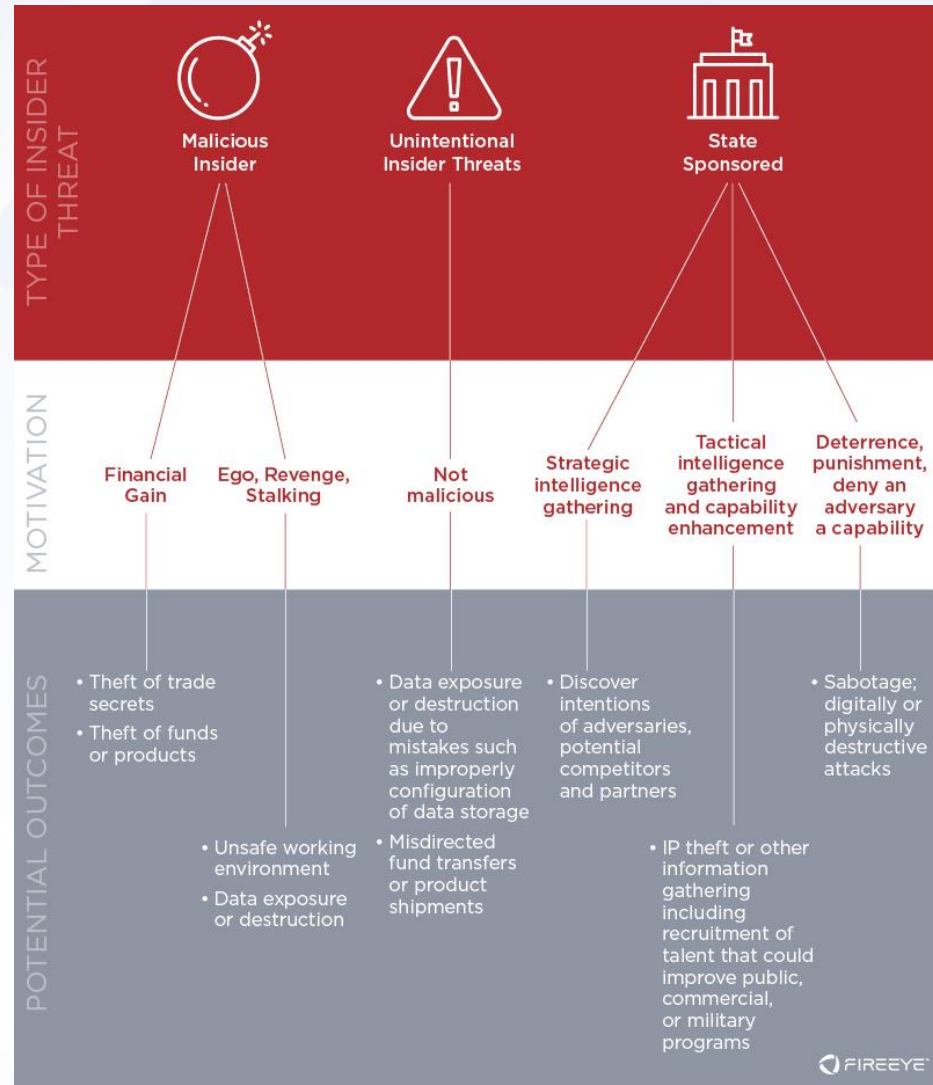 TYPE OF INSIDER
THREAT
Malicious
Insider
Unintentional
Insider Threats
State
Sponsored
MOTIVATION
Financial
Gain
Ego, Revenge,
Stalking
Not
malicious
Strategic
intelligence
gathering
Tactical
intelligence
gathering
and capability
enhancement
Deterrence,
punishment,
deny an
adversary
a capability
POTENTIAL OUTCOMES
• Theft of trade
secrets
• Theft of funds
or products
• Unsafe working
environment
• Data exposure
or destruction
• Data exposure
or destruction
due to
mistakes such
as improperly
configuration
of data storage
• Misdirected
fund transfers
or product
shipments
• Discover
intentions
of adversaries,
potential
competitors
and partners
• IP theft or other
information
gathering
including
recruitment of
talent that could
improve public,
commercial,
or military
programs
• Sabotage;
digitally or
physically
destructive
attacks
FIREEYE™